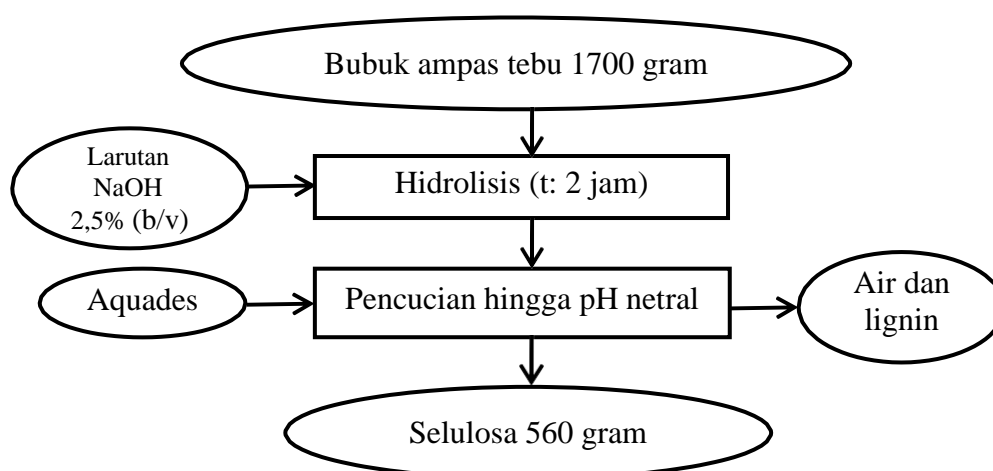 Bubuk ampas tebu 1700 gram
Larutan
NaOH
2,5% (b/v)
Hidrolisis (t: 2 jam)
Aquades
Pencucian hingga pH netral
Air dan
lignin
Selulosa 560 gram